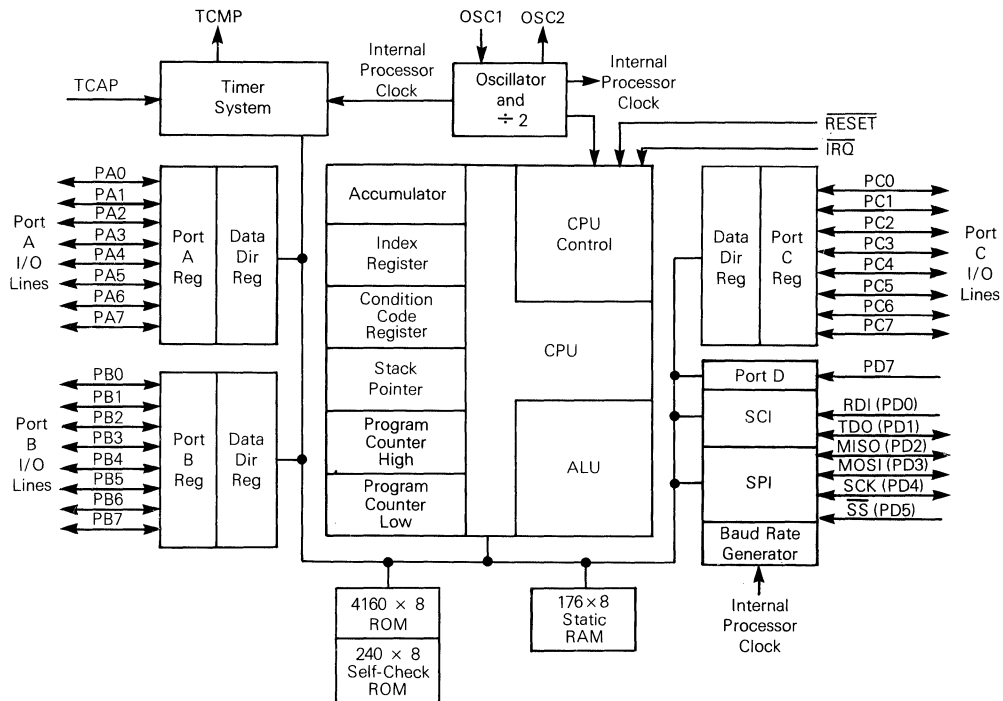 TCMP
OSC1
OSC2
TCAP
Timer
System
Internal
Processor
Clock
Oscillator
and
÷ 2
Internal
Processor
Clock
RESET
IRQ
Port
A
I/O
Lines
PA0
PA1
PA2
PA3
PA4
PA5
PA6
PA7
Port
A
Reg
Data
Dir
Reg
Port
B
I/O
Lines
PB0
PB1
PB2
PB3
PB4
PB5
PB6
PB7
Port
B
Reg
Data
Dir
Reg
Accumulator
Index
Register
Condition
Code
Register
Stack
Pointer
Program
Counter
High
Program
Counter
Low
CPU
Control
CPU
ALU
Data
Dir
Reg
Port
C
Reg
PC0
PC1
PC2
PC3
PC4
PC5
PC6
PC7
Port
C
I/O
Lines
Port D
SCI
SPI
Baud Rate
Generator
PD7
RDI (PD0)
TDO (PD1)
MISO (PD2)
MOSI (PD3)
SCK (PD4)
SS (PD5)
Internal
Processor
Clock
4160 × 8
ROM
240 × 8
Self-Check
ROM
176×8
Static
RAM